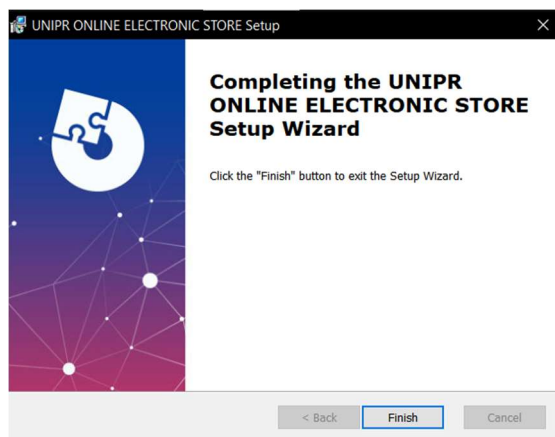 UNIPR ONLINE ELECTRONIC STORE Setup
Completing the UNIPR
ONLINE ELECTRONIC STORE
Setup Wizard
Click the "Finish" button to exit the Setup Wizard.
< Back Finish Cancel